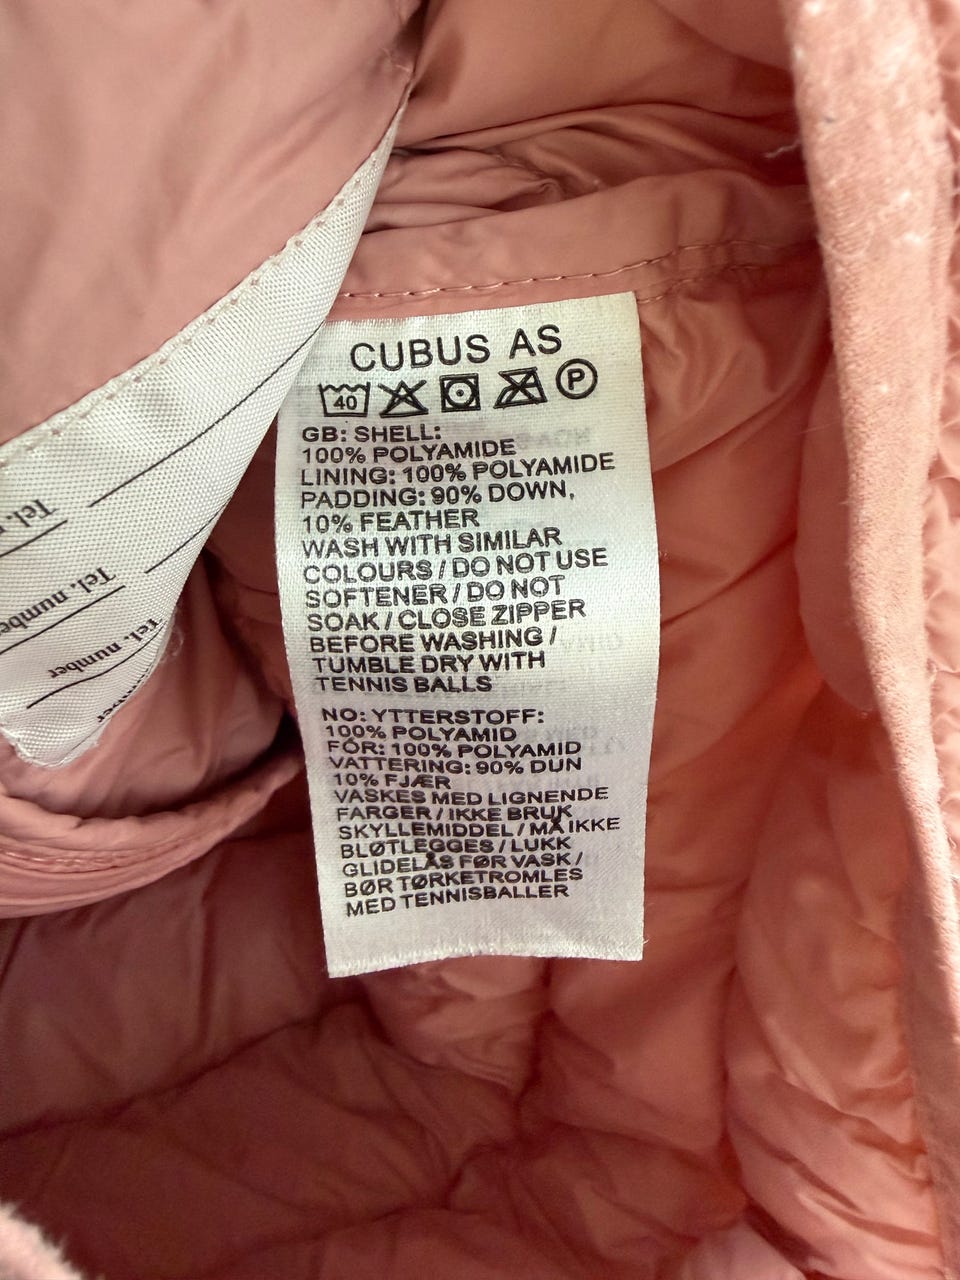 CUBUS AS
40
P
GB: SHELL:
100% POLYAMIDE
LINING: 100% POLYAMIDE
PADDING: 90% DOWN,
10% FEATHER
WASH WITH SIMILAR
COLOURS / DO NOT USE
SOFTENER / DO NOT
SOAK / CLOSE ZIPPER
BEFORE WASHING /
TUMBLE DRY WITH
TENNIS BALLS
NO: YTTERSTOFF:
100% POLYAMID
FÓR: 100% POLYAMID
VATTERING: 90% DUN
10% FJÆR
VASKES MED LIGNENDE
FARGER / IKKE BRUK
SKYLLEMIDDEL / MÅ IKKE
BLØTLEGGES / LUKK
GLIDELÅS FØR VASK /
BØR TØRKETROMLES
MED TENNISBALLER
Tel.
Tel. number
Tel. number